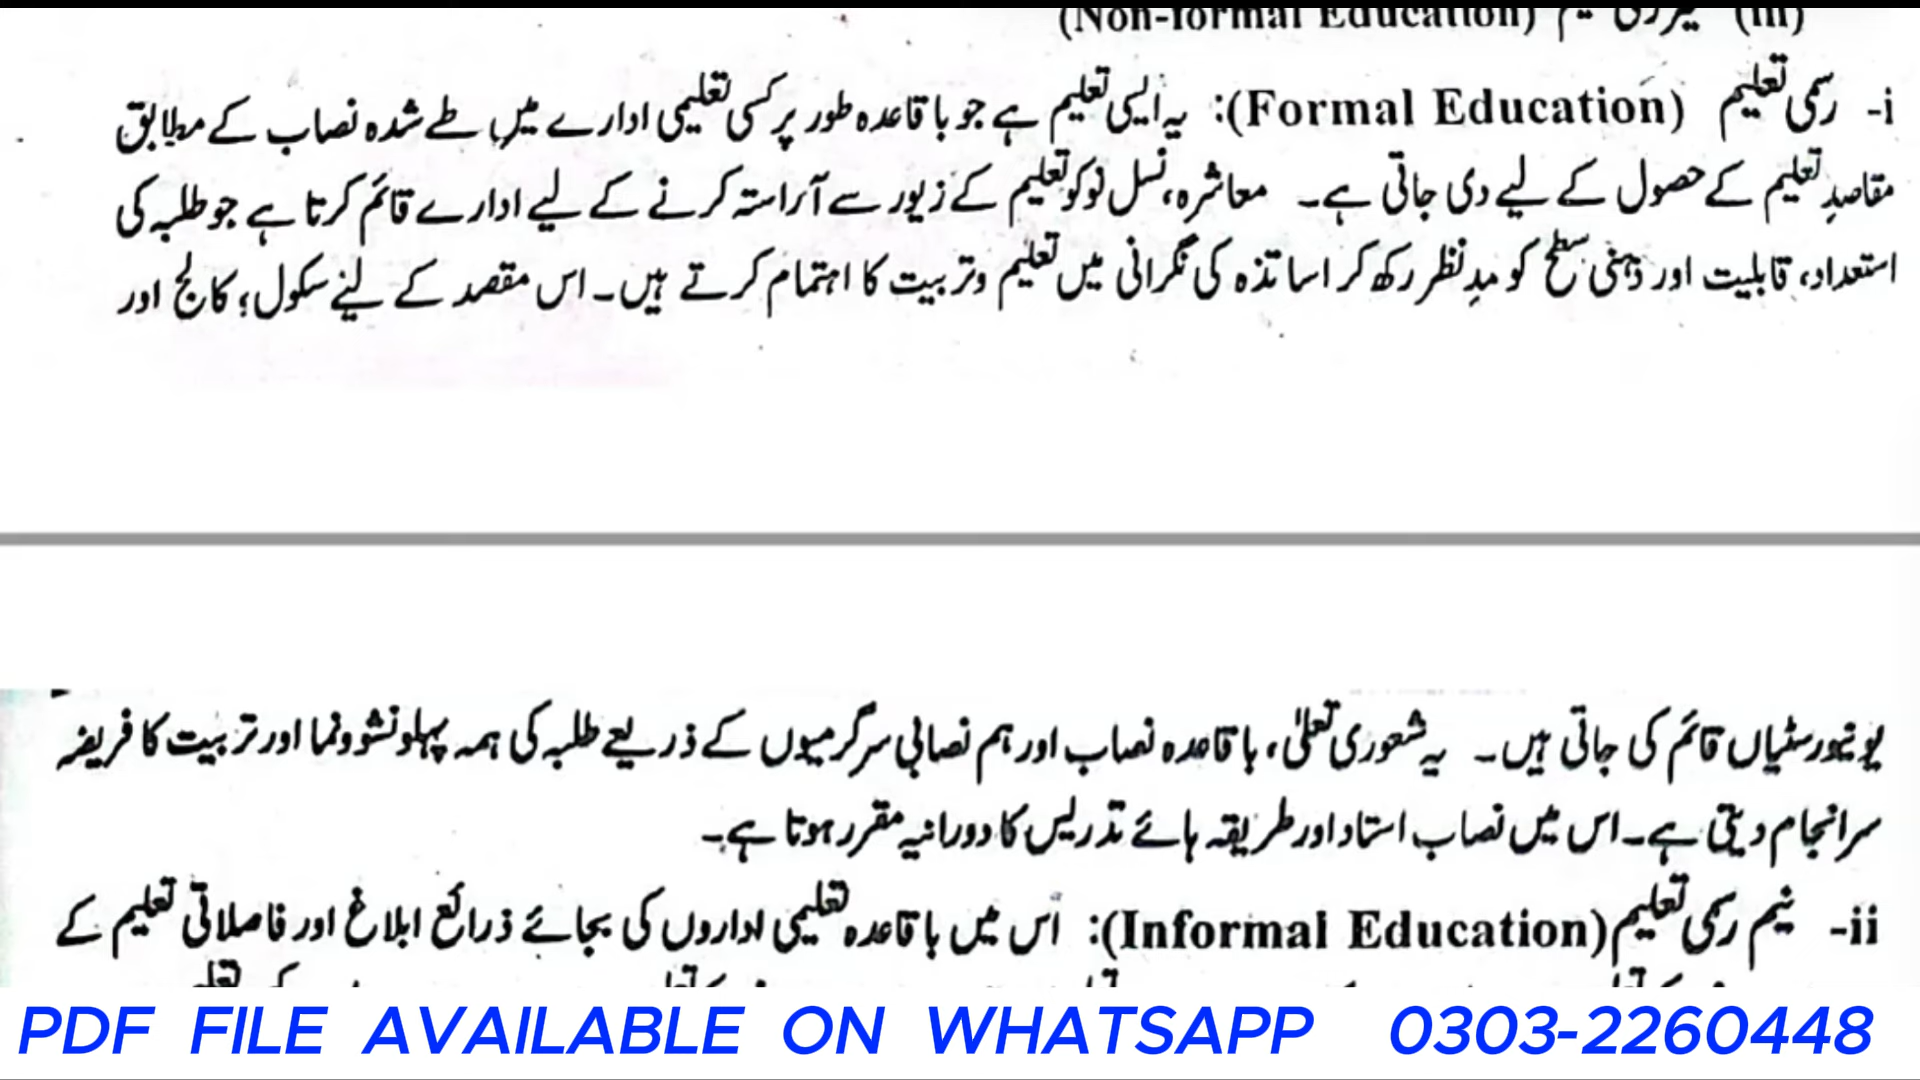 (iii) غیر رسمی تعلیم (Non-formal Education)
i- رسمی تعلیم (Formal Education): یہ ایسی تعلیم ہے جو باقاعدہ طور پر کسی تعلیمی ادارے میں طے شدہ نصاب کے مطابق
مقاصدِ تعلیم کے حصول کے لیے دی جاتی ہے۔ معاشرہ، نسل نو کو تعلیم کے زیور سے آراستہ کرنے کے لیے ادارے قائم کرتا ہے جو طلبہ کی
استعداد، قابلیت اور ذہنی سطح کو مدِ نظر رکھ کر اساتذہ کی نگرانی میں تعلیم وتربیت کا اہتمام کرتے ہیں۔ اس مقصد کے لیے سکول، کالج اور
یونیورسٹیاں قائم کی جاتی ہیں۔ یہ شعوری تعلی، باقاعدہ نصاب اور ہم نصابی سرگرمیوں کے ذریعے طلبہ کی ہمہ پہلو نشوونما اور تربیت کا فریضہ
سرانجام دیتی ہے۔ اس میں نصاب استاد اور طریقہ ہائے تدریس کا دورانیہ مقرر ہوتا ہے۔
ii- نیم رسمی تعلیم (Informal Education): اس میں باقاعدہ تعلیمی اداروں کی بجائے ذرائع ابلاغ اور فاصلاتی تعلیم کے
PDF FILE AVAILABLE ON WHATSAPP 0303-2260448